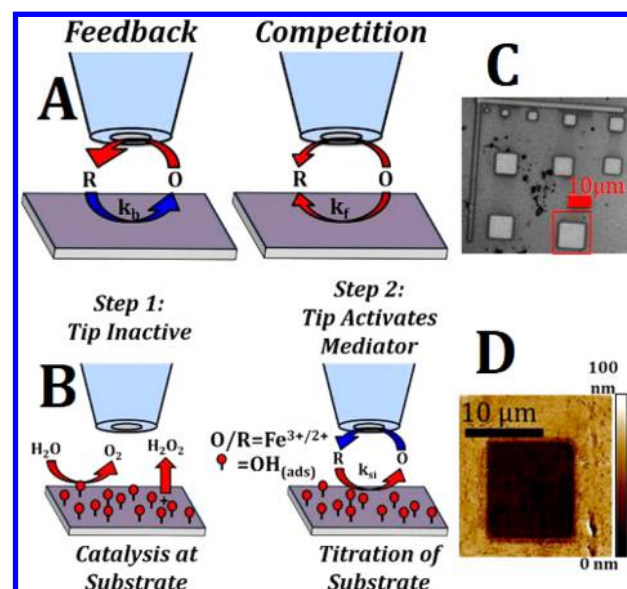 Feedback
Competition
A
R
O
k_b
R
O
k_f
C
10μm
Step 1:
Tip Inactive
Step 2:
Tip Activates
Mediator
B
H₂O
O₂
H₂O₂
+
O/R=Fe³⁺/²⁺
=OH(ads)
R
O
k_si
Catalysis at
Substrate
Titration of
Substrate
D
100
nm
10 μm
0 nm